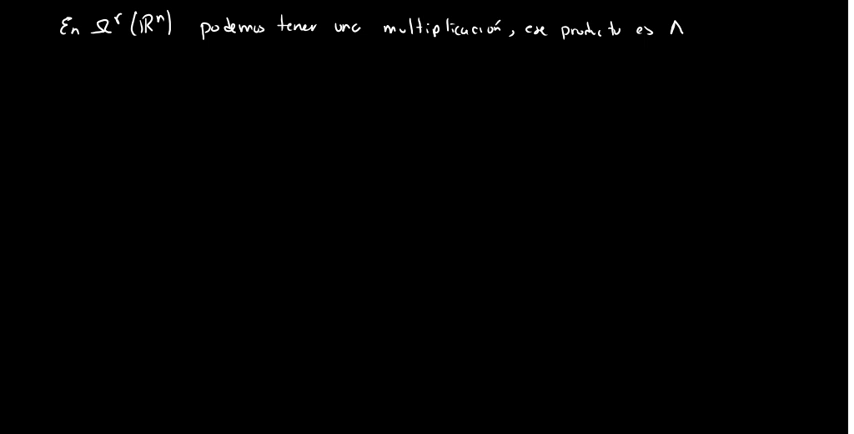 En Ω^r (ℝ^n) podemos tener una multiplicación, ese producto es ∧